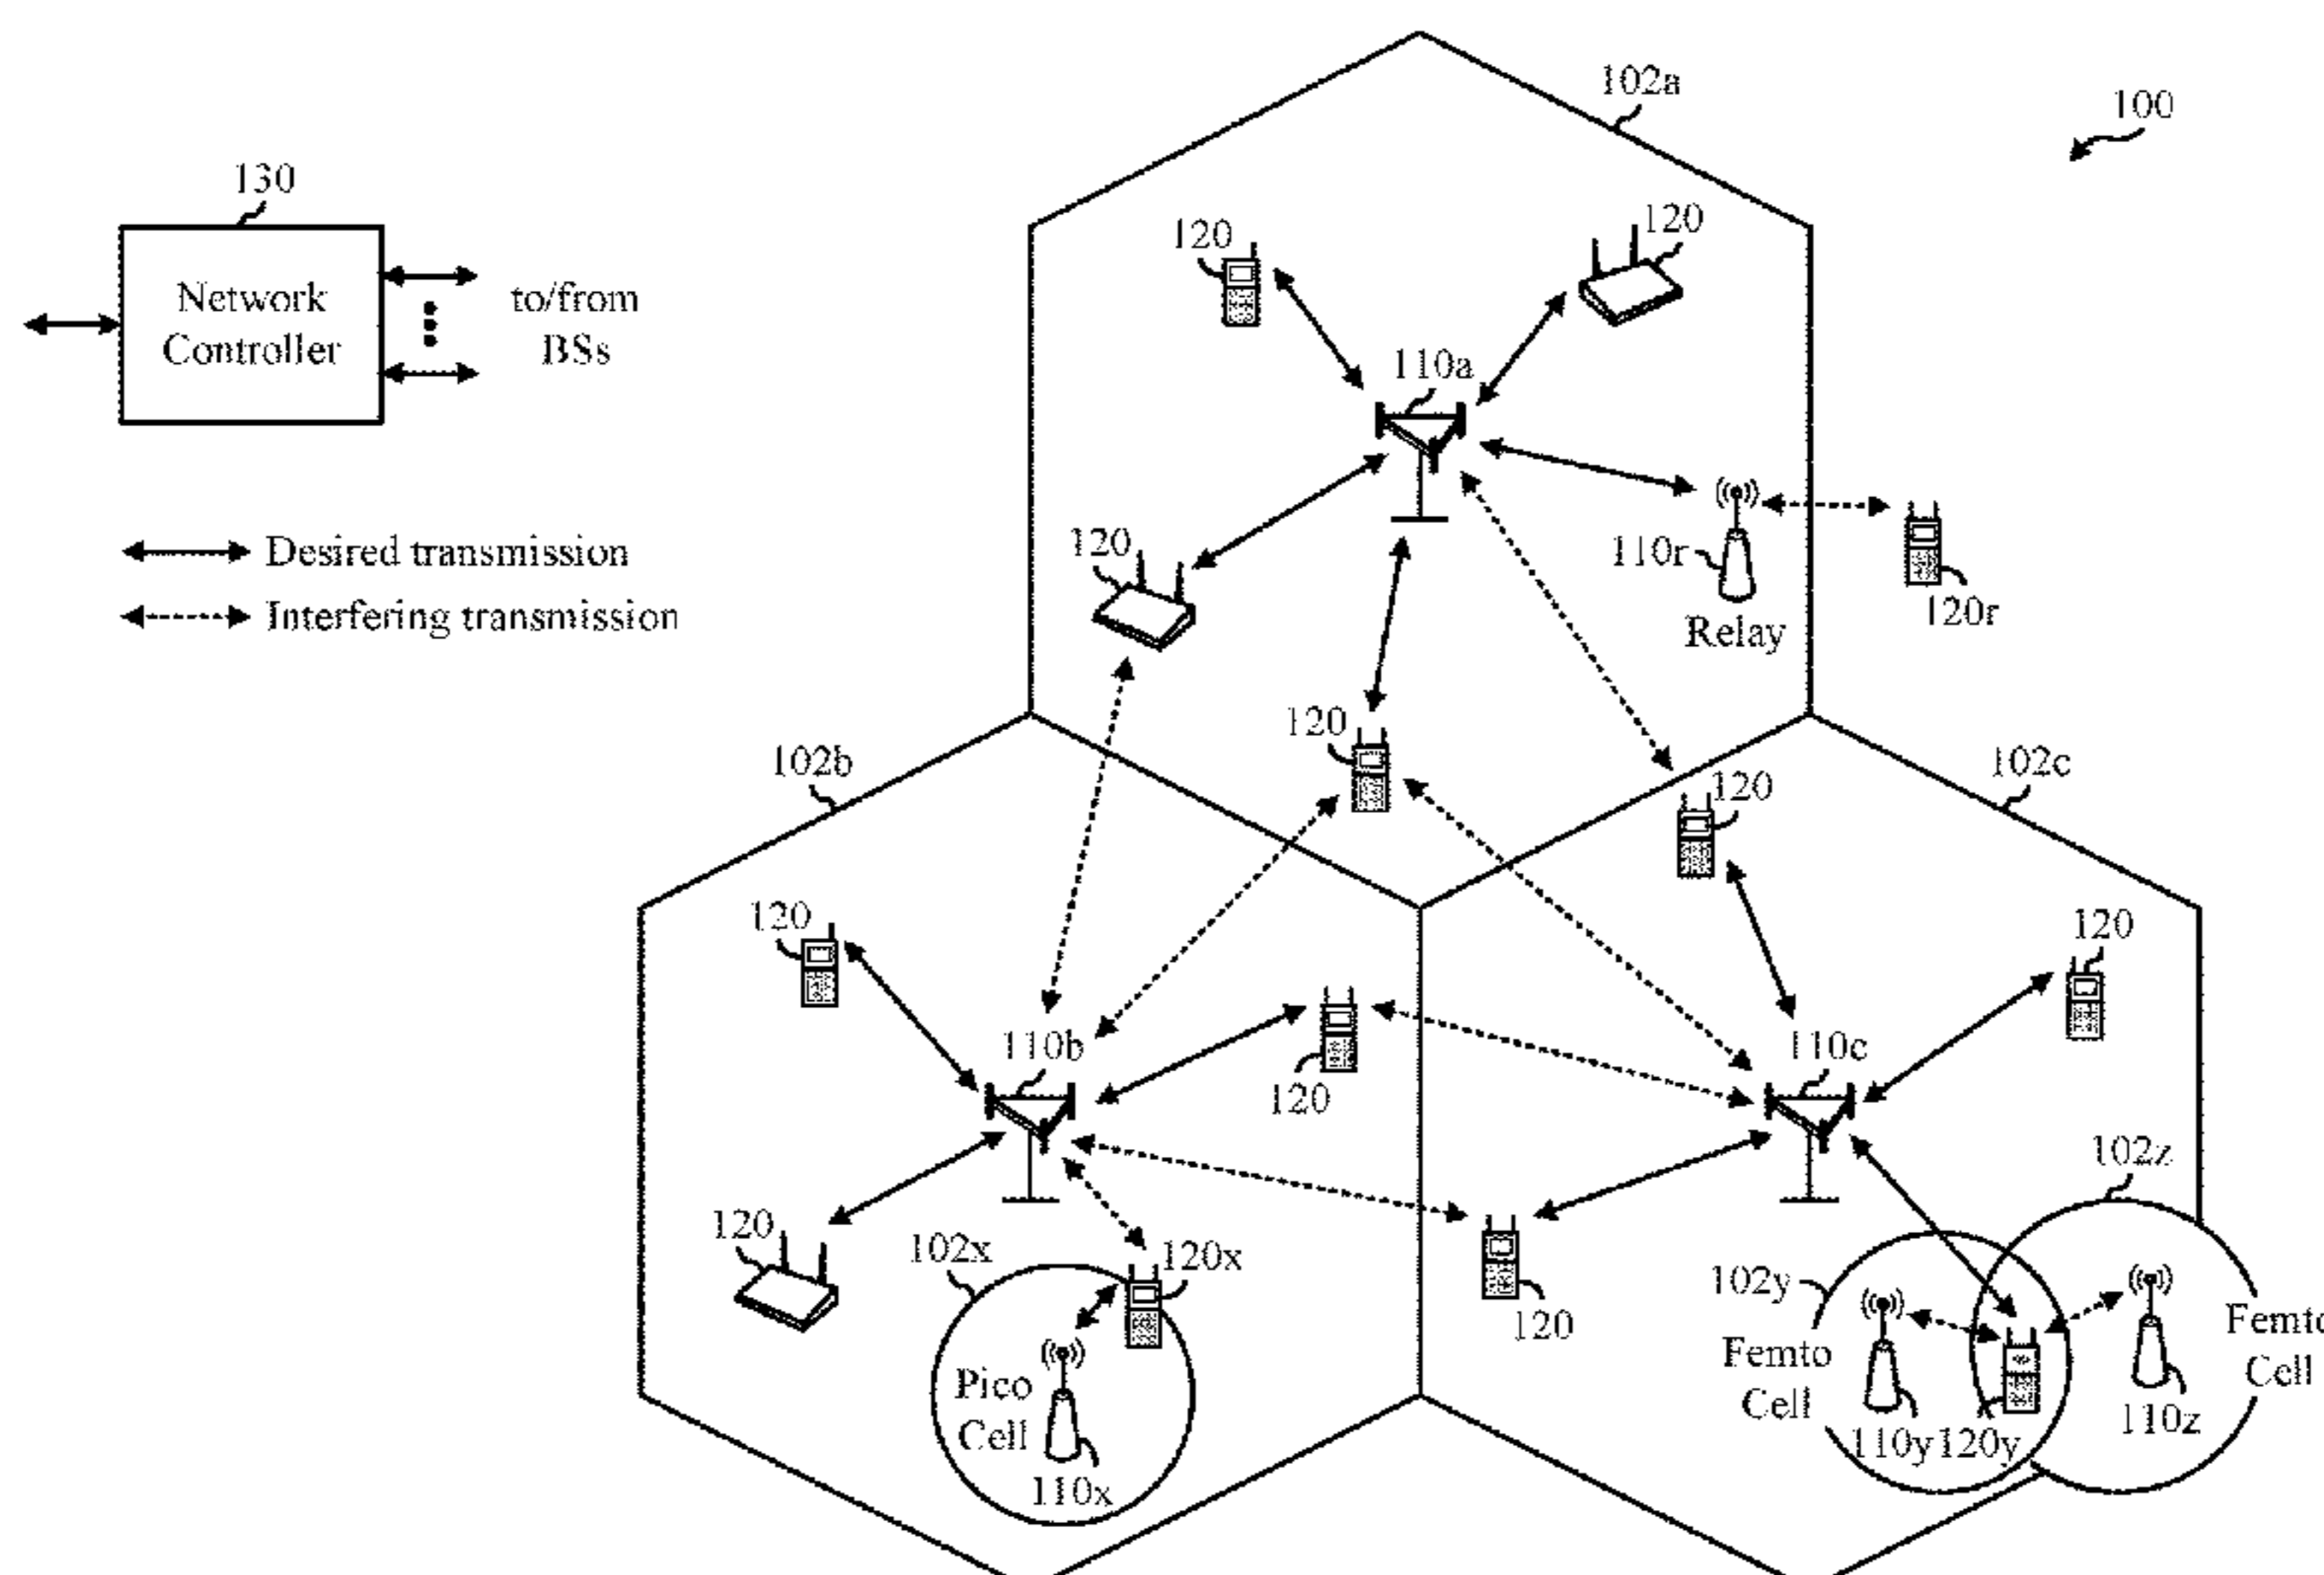 102a
100
130
120
120
Network
Controller
to/from
BSs
110a
Desired transmission
Interfering transmission
120
110r
Relay
120r
120
102b
102c
120
120
120
110b
120
110c
120
102x
120x
102z
102y
120
Pico
Cell
110x
Femto
Cell
110y
120y
110z
Cell
120